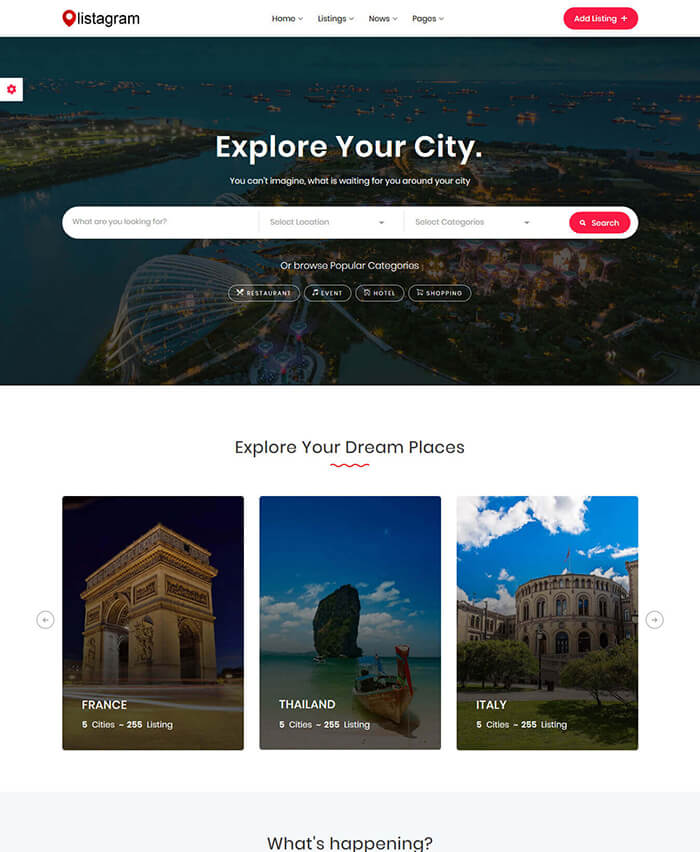 listagram
Home Listings News Pages
Add Listing +
Explore Your City.
You can't imagine, what is waiting for you around your city
What are you looking for? Select Location Select Categories Search
Or browse Popular Categories
RESTAURANT EVENT HOTEL SHOPPING
Explore Your Dream Places
FRANCE
5 Cities ~ 255 Listing
THAILAND
5 Cities ~ 255 Listing
ITALY
5 Cities ~ 255 Listing
What's happening?